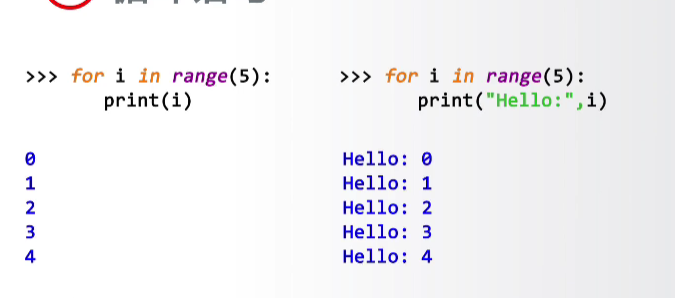 >>> for i in range(5):
        print(i)
0
1
2
3
4
>>> for i in range(5):
        print("Hello:",i)
Hello: 0
Hello: 1
Hello: 2
Hello: 3
Hello: 4